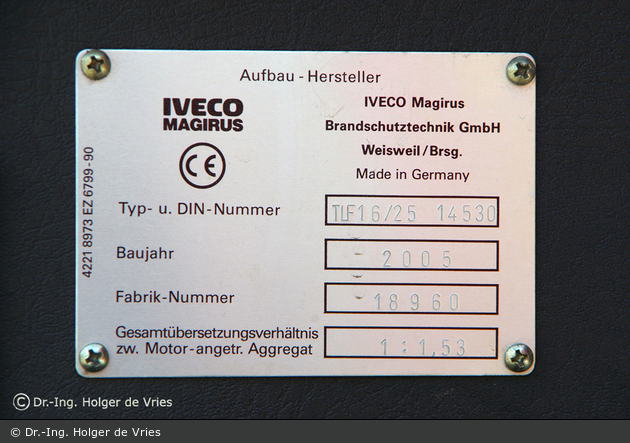 Aufbau - Hersteller
IVECO
MAGIRUS
CE
IVECO Magirus
Brandschutztechnik GmbH
Weisweil/Brsg.
Made in Germany
4221 8973 EZ 6799-90
Typ- u. DIN-Nummer TLF16/25 14530
Baujahr - 2005
Fabrik-Nummer - 18960
Gesamtübersetzungsverhältnis
zw. Motor-angetr. Aggregat 1:1,53
© Dr.-Ing. Holger de Vries
© Dr.-Ing. Holger de Vries